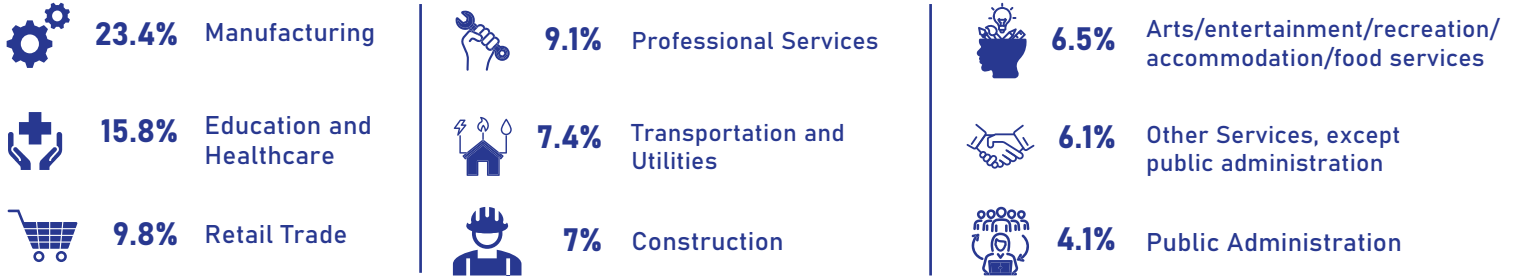 23.4% Manufacturing
15.8% Education and
Healthcare
9.8% Retail Trade
9.1% Professional Services
7.4% Transportation and
Utilities
7% Construction
6.5% Arts/entertainment/recreation/
accommodation/food services
6.1% Other Services, except
public administration
4.1% Public Administration